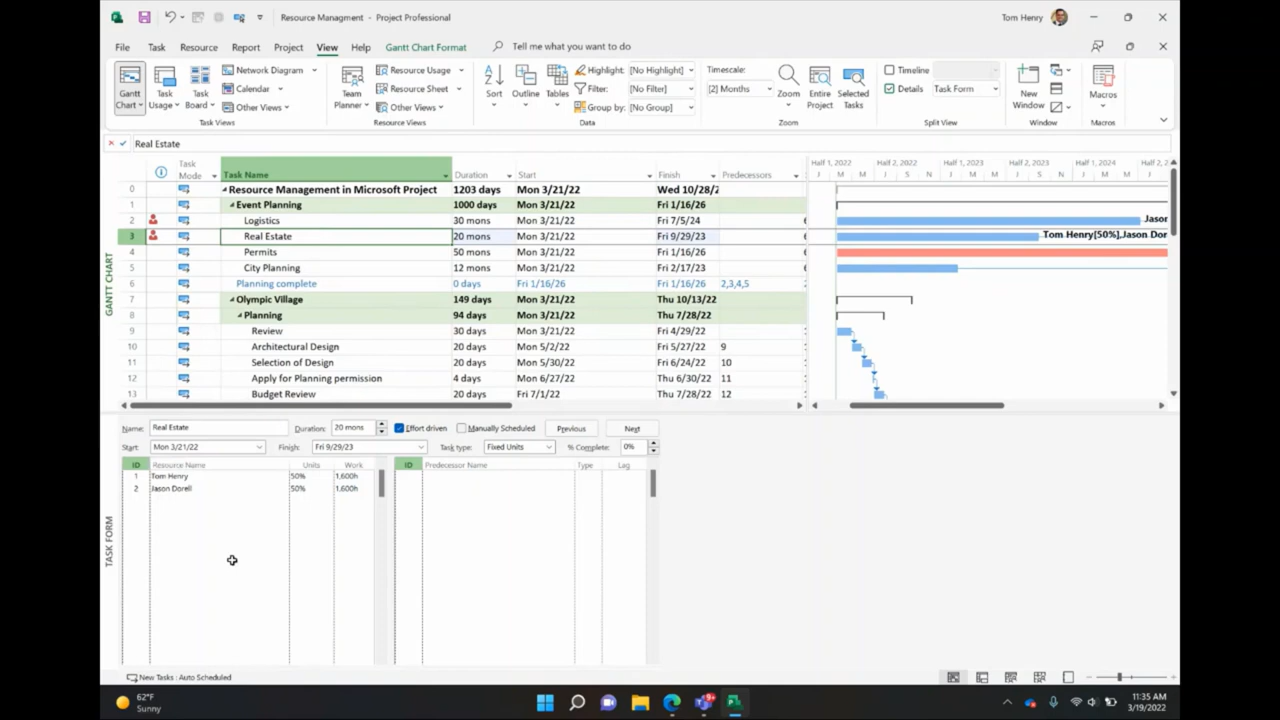 Resource Managment - Project Professional
Tom Henry
File Task Resource Report Project View Help Gantt Chart Format Tell me what you want to do
Gantt Chart
Task Usage
Task Board
Network Diagram
Calendar
Other Views
Task Views
Team Planner
Resource Usage
Resource Sheet
Other Views
Resource Views
Sort
Outline
Tables
Highlight: [No Highlight]
Filter: [No Filter]
Group by: [No Group]
Data
Timescale:
[2] Months
Zoom
Entire Project
Selected Tasks
Zoom
Timeline
Details Task Form
Split View
New Window
Window
Macros
Macros
Real Estate
Task Mode Task Name Duration Start Finish Predecessors
Half 1, 2022 Half 2, 2022 Half 1, 2023 Half 2, 2023 Half 1, 2024 Half 2, 2
J M M J S N J M M J S N J M M J
0 Resource Management in Microsoft Project 1203 days Mon 3/21/22 Wed 10/28/2
1 Event Planning 1000 days Mon 3/21/22 Fri 1/16/26
2 Logistics 30 mons Mon 3/21/22 Fri 7/5/24 6 Jason
3 Real Estate 20 mons Mon 3/21/22 Fri 9/29/23 6 Tom Henry[50%],Jason Dor
4 Permits 50 mons Mon 3/21/22 Fri 1/16/26 6
5 City Planning 12 mons Mon 3/21/22 Fri 2/17/23 6
6 Planning complete 0 days Fri 1/16/26 Fri 1/16/26 2,3,4,5
7 Olympic Village 149 days Mon 3/21/22 Thu 10/13/22
8 Planning 94 days Mon 3/21/22 Thu 7/28/22
Review 30 days Mon 3/21/22 Fri 4/29/22
10 Architectural Design 20 days Mon 5/2/22 Fri 5/27/22 9
11 Selection of Design 20 days Mon 5/30/22 Fri 6/24/22 10
12 Apply for Planning permission 4 days Mon 6/27/22 Thu 6/30/22 11
13 Budget Review 20 days Fri 7/1/22 Thu 7/28/22 12
GANTT CHART
Name: Real Estate Duration: 20 mons Effort driven Manually Scheduled Previous Next
Start: Mon 3/21/22 Finish: Fri 9/29/23 Task type: Fixed Units % Complete: 0%
ID Resource Name Units Work ID Predecessor Name Type Lag
1 Tom Henry 50% 1,600h
2 Jason Dorell 50% 1,600h
TASK FORM
New Tasks : Auto Scheduled
62°F
Sunny
11:35 AM
3/19/2022